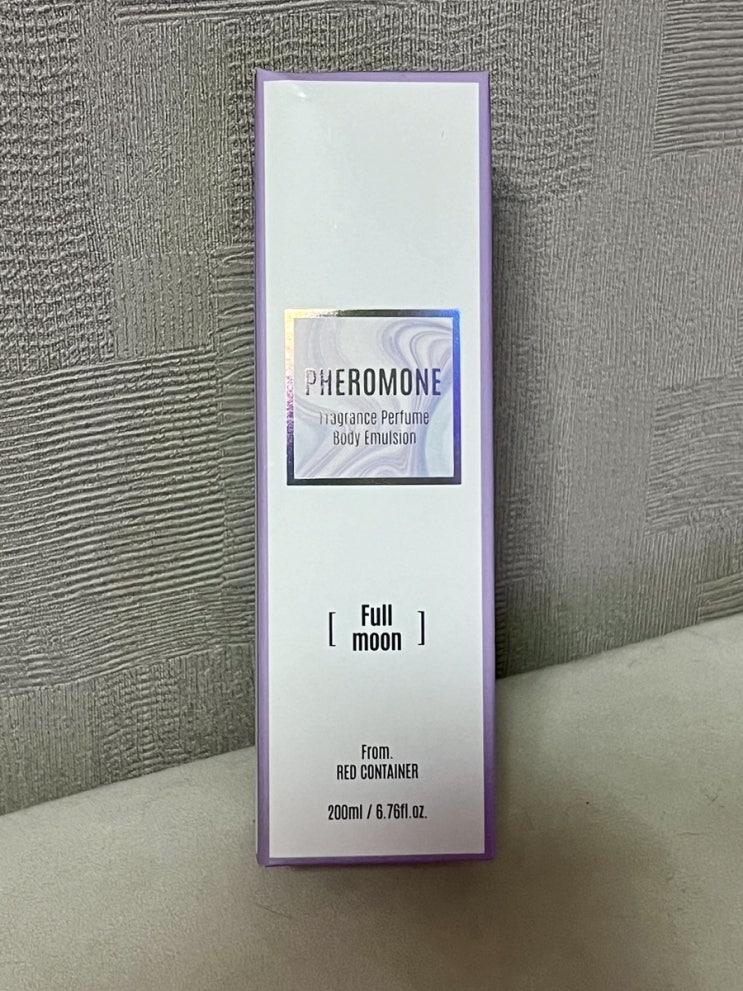 PHEROMONE
Fragrance Perfume
Body Emulsion
[ Full
moon ]
From.
RED CONTAINER
200ml / 6.76fl.oz.